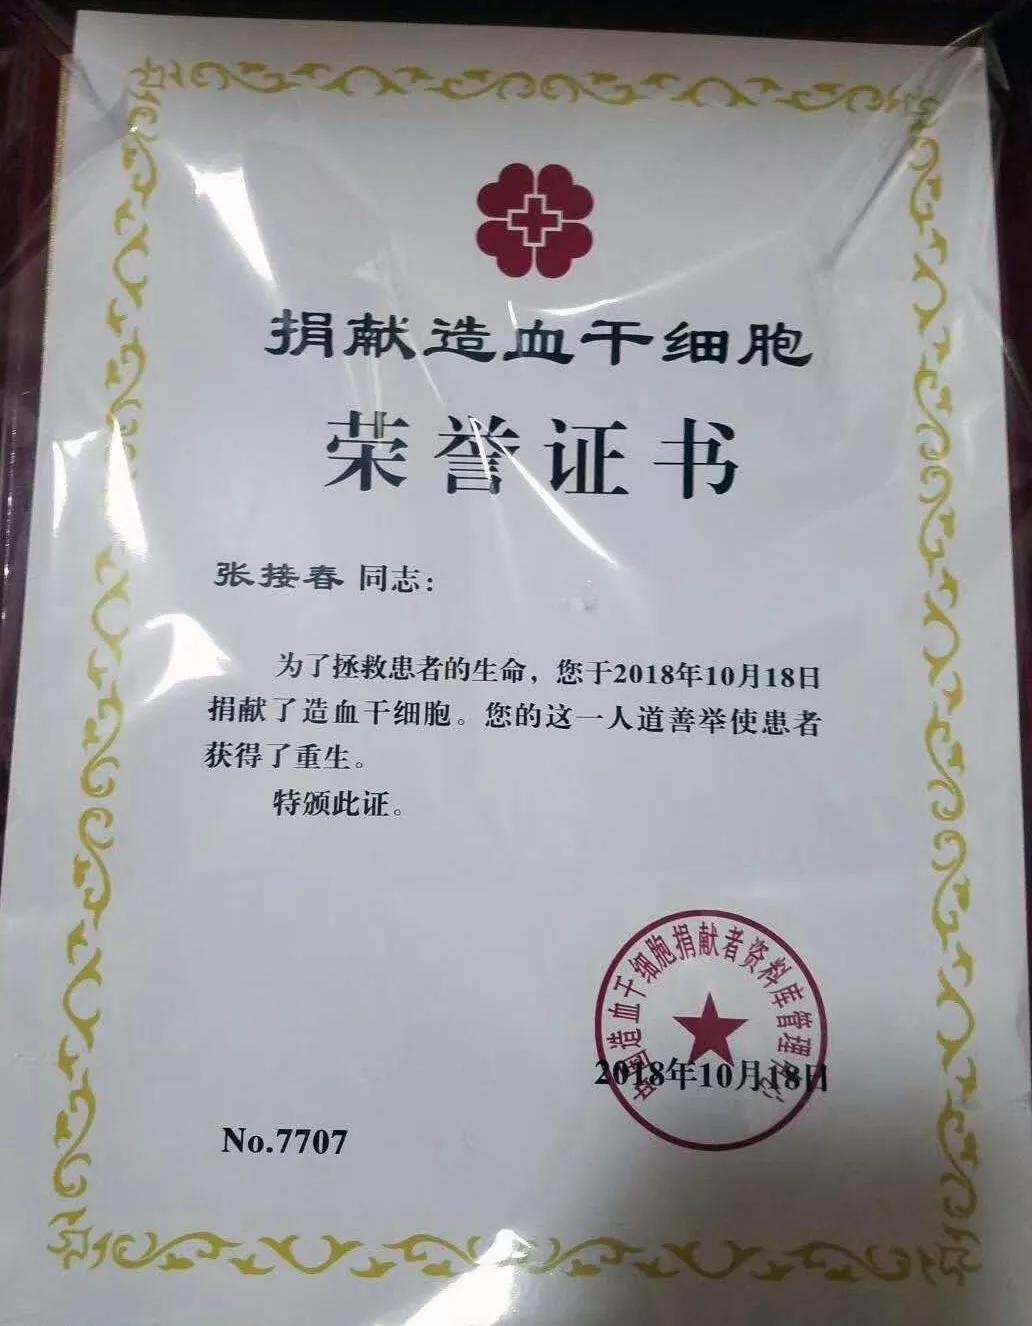 捐献造血干细胞
荣誉证书
张接春 同志：
为了拯救患者的生命，您于2018年10月18日
捐献了造血干细胞。您的这一人道善举使患者
获得了重生。
特颁此证。
中国造血干细胞捐献者资料库管理中心
2018年10月18日
No.7707